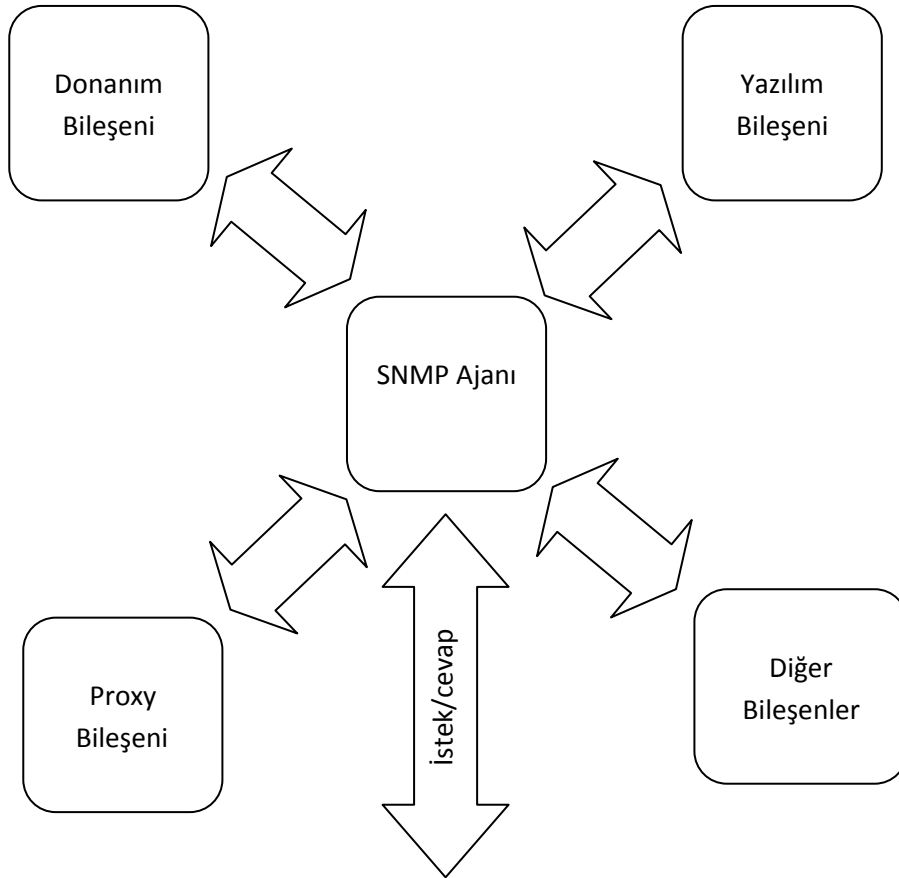 Donanım
Bileşeni
Yazılım
Bileşeni
SNMP Ajanı
Proxy
Bileşeni
İstek/cevap
Diğer
Bileşenler